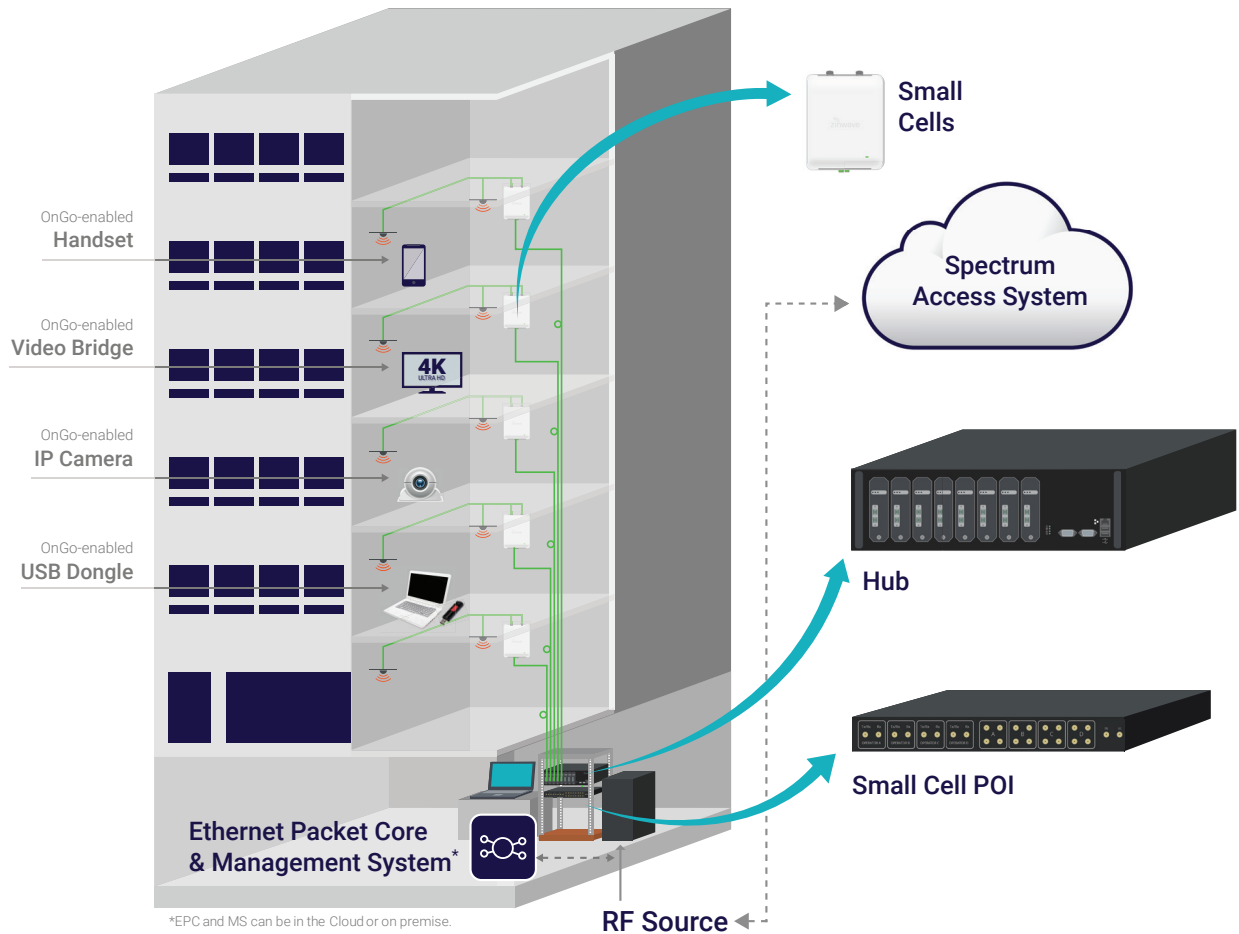 Small
Cells
Spectrum
Access System
OnGo-enabled
Handset
OnGo-enabled
Video Bridge
4K
ULTRA HD
OnGo-enabled
IP Camera
OnGo-enabled
USB Dongle
Hub
A
B
C
D
Small Cell POI
Ethernet Packet Core
& Management System*
*EPC and MS can be in the Cloud or on premise.
RF Source